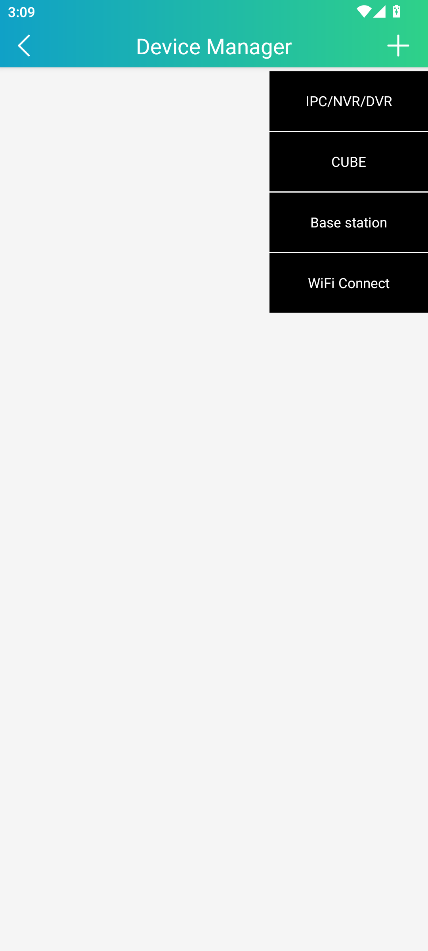 3:09
Device Manager
IPC/NVR/DVR
CUBE
Base station
WiFi Connect